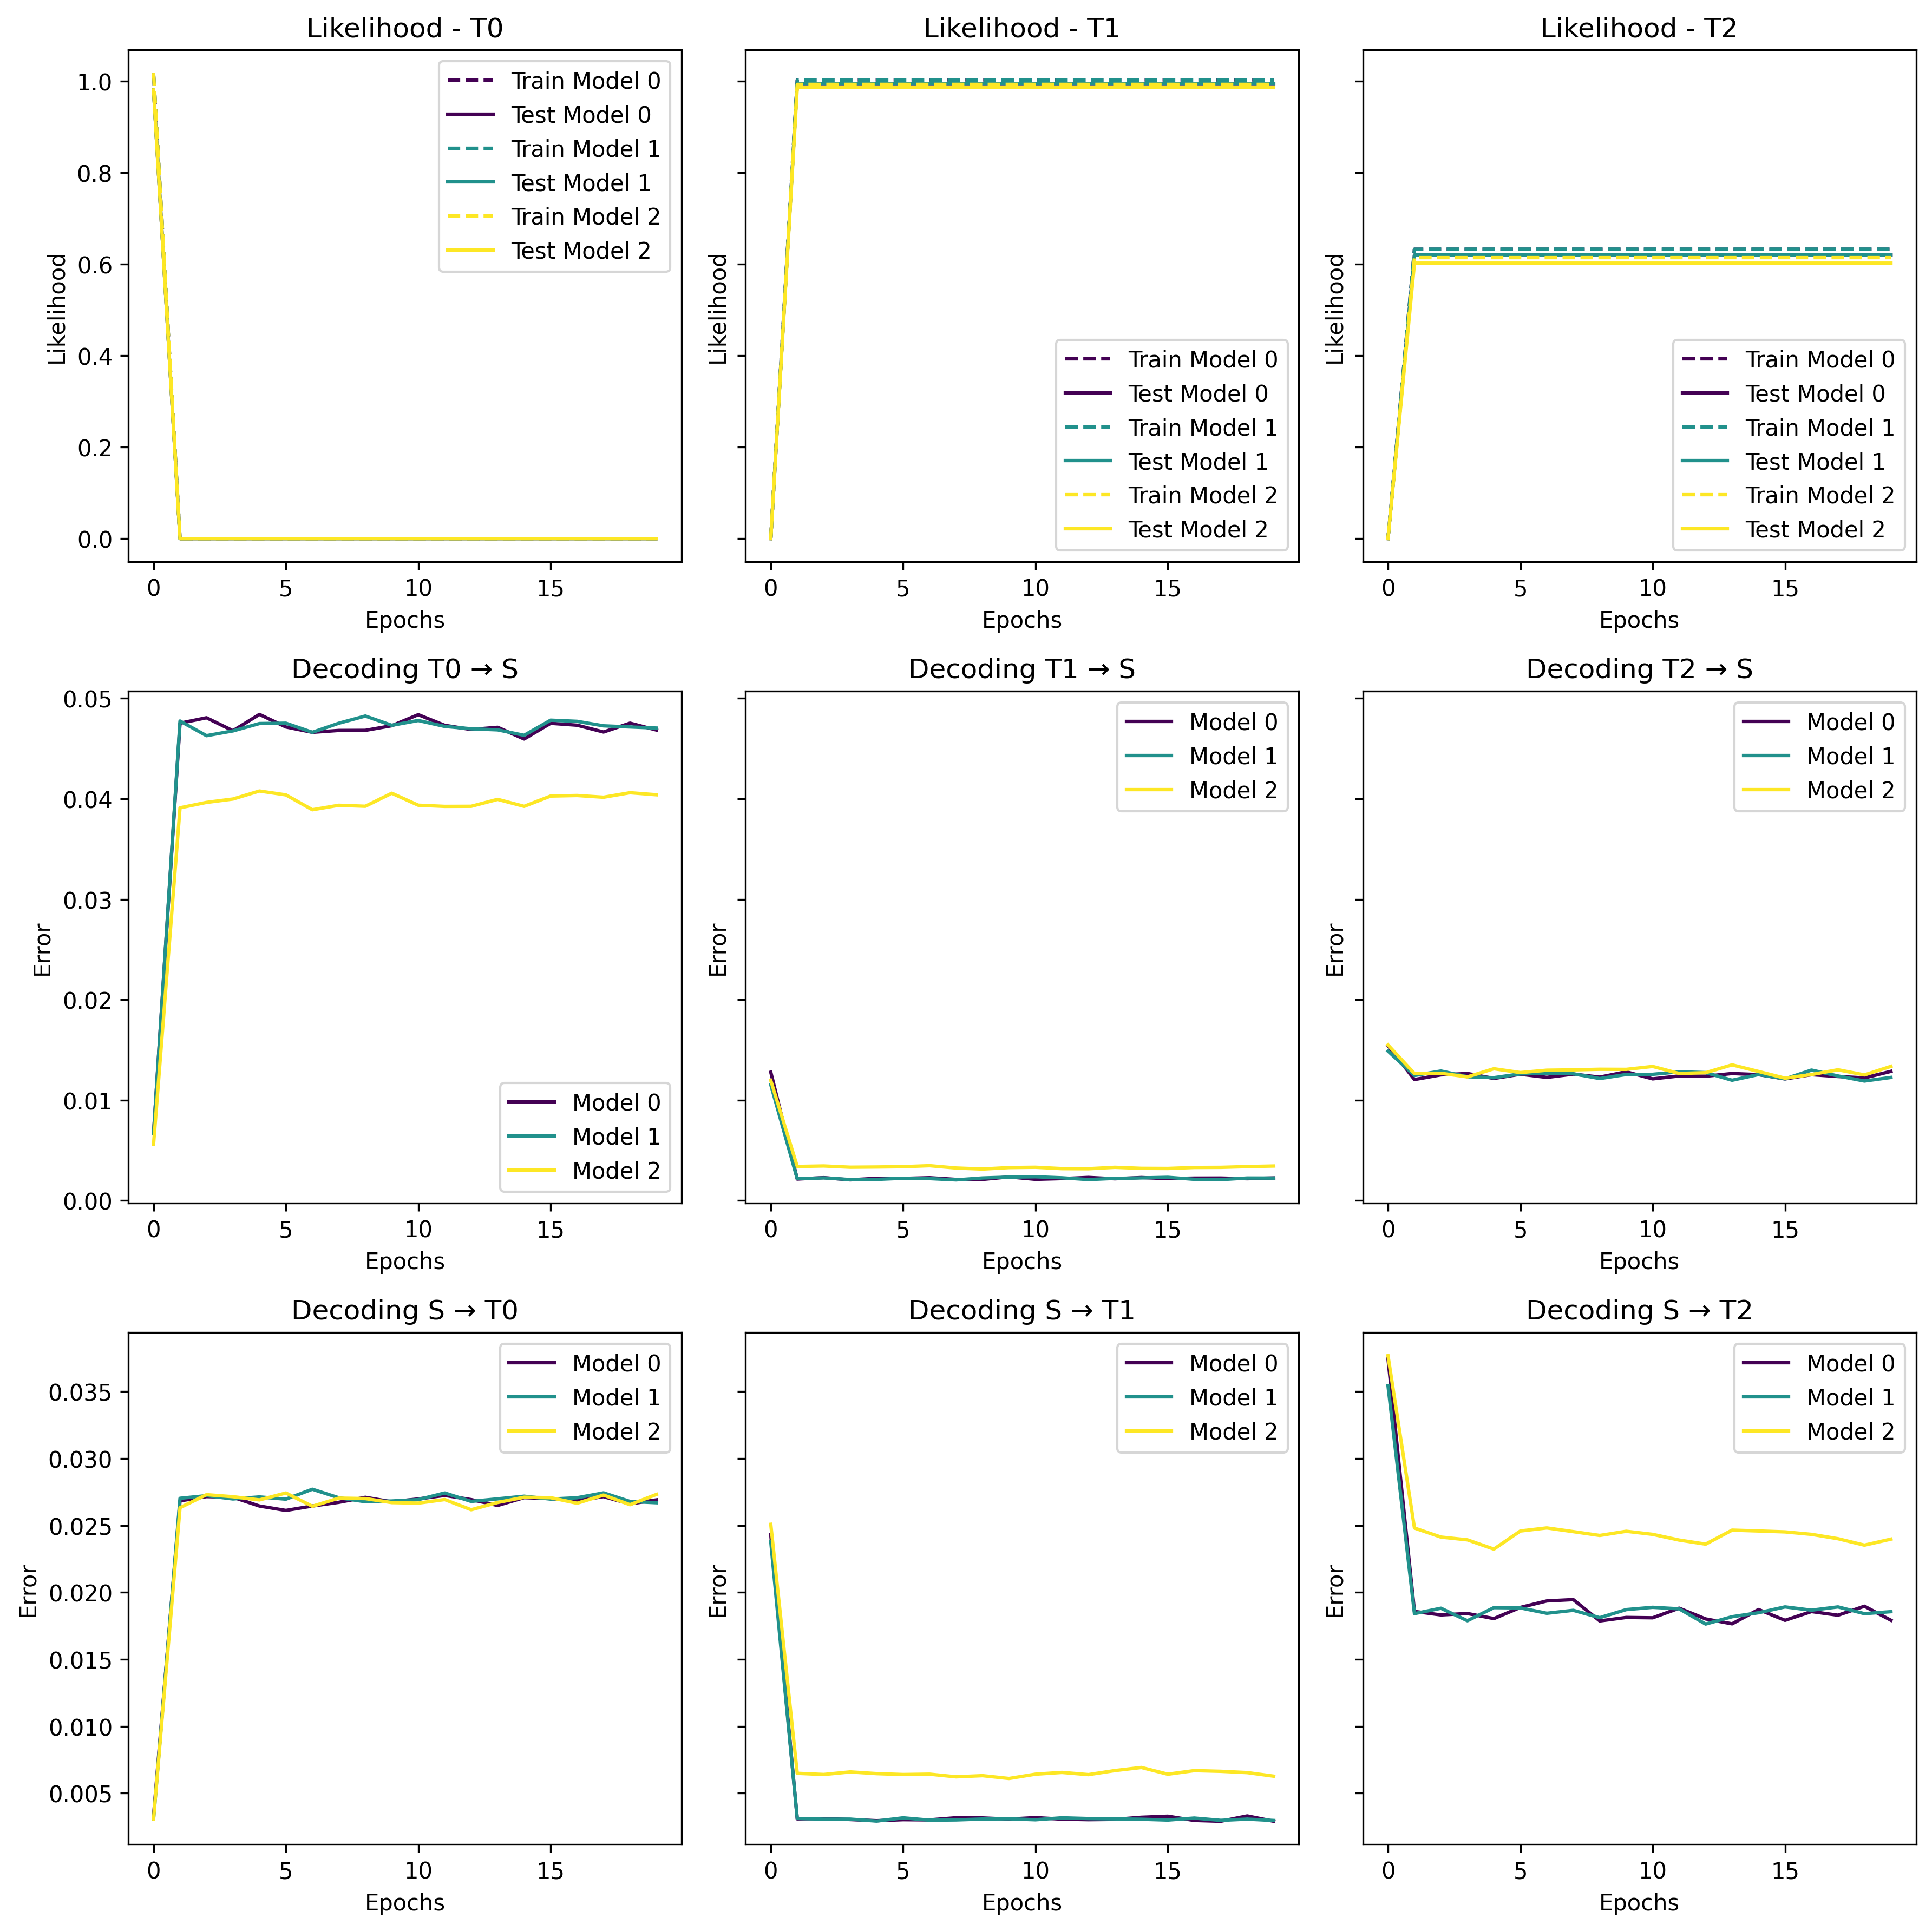 Likelihood - T0
1.0
0.8
0.6
0.4
0.2
0.0
Likelihood
0
5
10
15
Epochs
Train Model 0
Test Model 0
Train Model 1
Test Model 1
Train Model 2
Test Model 2
Likelihood - T1
Likelihood
0
5
10
15
Epochs
Train Model 0
Test Model 0
Train Model 1
Test Model 1
Train Model 2
Test Model 2
Likelihood - T2
Likelihood
0
5
10
15
Epochs
Train Model 0
Test Model 0
Train Model 1
Test Model 1
Train Model 2
Test Model 2
Decoding T0 → S
0.05
0.04
0.03
0.02
0.01
0.00
Error
0
5
10
15
Epochs
Model 0
Model 1
Model 2
Decoding T1 → S
Error
0
5
10
15
Epochs
Model 0
Model 1
Model 2
Decoding T2 → S
Error
0
5
10
15
Epochs
Model 0
Model 1
Model 2
Decoding S → T0
0.035
0.030
0.025
0.020
0.015
0.010
0.005
Error
0
5
10
15
Epochs
Model 0
Model 1
Model 2
Decoding S → T1
Error
0
5
10
15
Epochs
Model 0
Model 1
Model 2
Decoding S → T2
Error
0
5
10
15
Epochs
Model 0
Model 1
Model 2